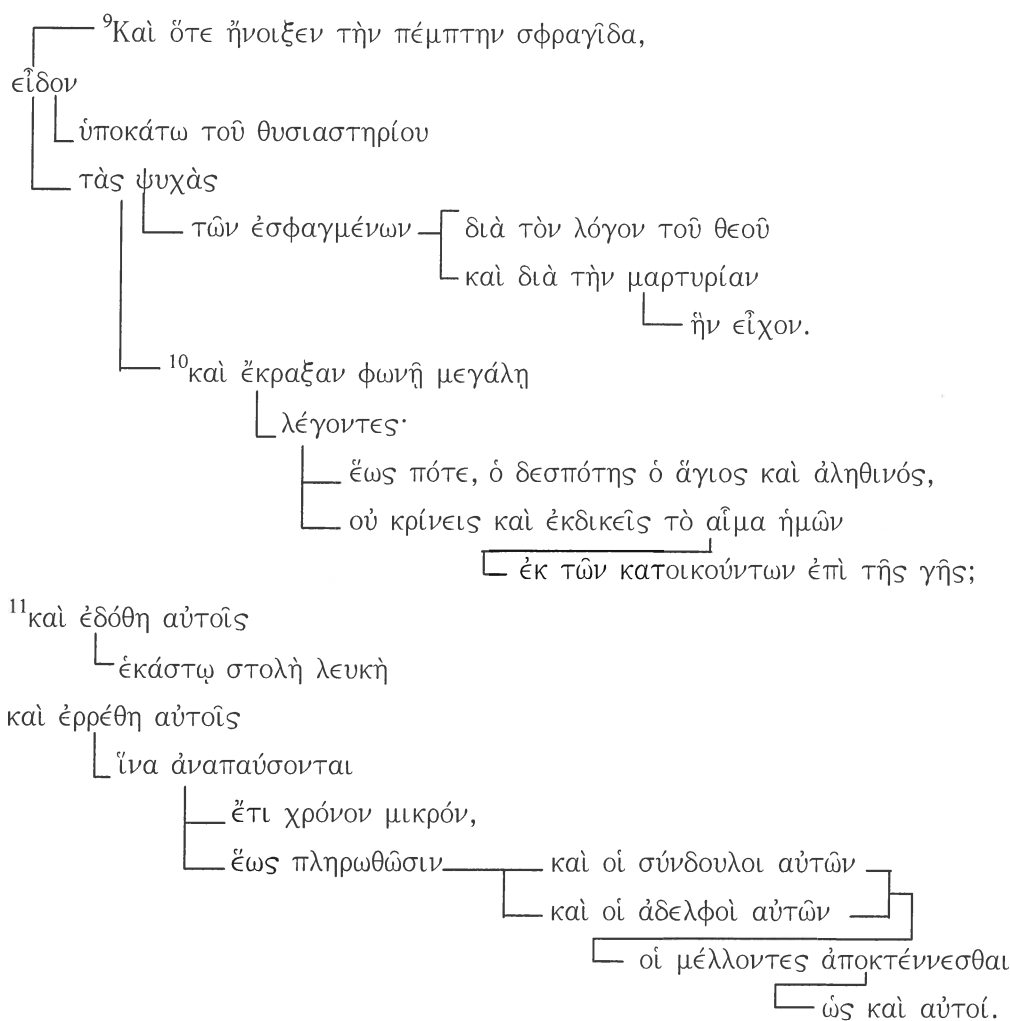 ⁹Καὶ ὅτε ἤνοιξεν τὴν πέμπτην σφραγῖδα,
εἶδον
ὑποκάτω τοῦ θυσιαστηρίου
τὰς ψυχὰς
τῶν ἐσφαγμένων διὰ τὸν λόγον τοῦ θεοῦ
καὶ διὰ τὴν μαρτυρίαν
ἣν εἶχον.
¹⁰καὶ ἔκραξαν φωνῇ μεγάλῃ
λέγοντες·
ἕως πότε, ὁ δεσπότης ὁ ἅγιος καὶ ἀληθινός,
οὐ κρίνεις καὶ ἐκδικεῖς τὸ αἷμα ἡμῶν
ἐκ τῶν κατοικούντων ἐπὶ τῆς γῆς;
¹¹καὶ ἐδόθη αὐτοῖς
ἑκάστῳ στολὴ λευκὴ
καὶ ἐρρέθη αὐτοῖς
ἵνα ἀναπαύσονται
ἔτι χρόνον μικρόν,
ἕως πληρωθῶσιν καὶ οἱ σύνδουλοι αὐτῶν
καὶ οἱ ἀδελφοὶ αὐτῶν
οἱ μέλλοντες ἀποκτέννεσθαι
ὡς καὶ αὐτοί.